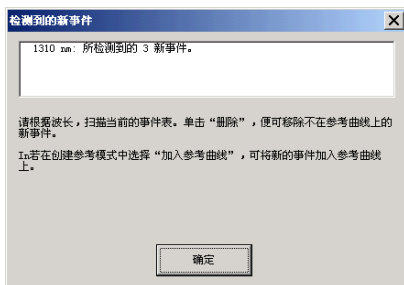 检测到的新事件
1310 nm: 所检测到的 3 新事件。
请根据波长，扫描当前的事件表。单击“删除”，便可移除不在参考曲线上的
新事件。
In若在创建参考模式中选择“加入参考曲线”，可将新的事件加入参考曲线
上。
确定